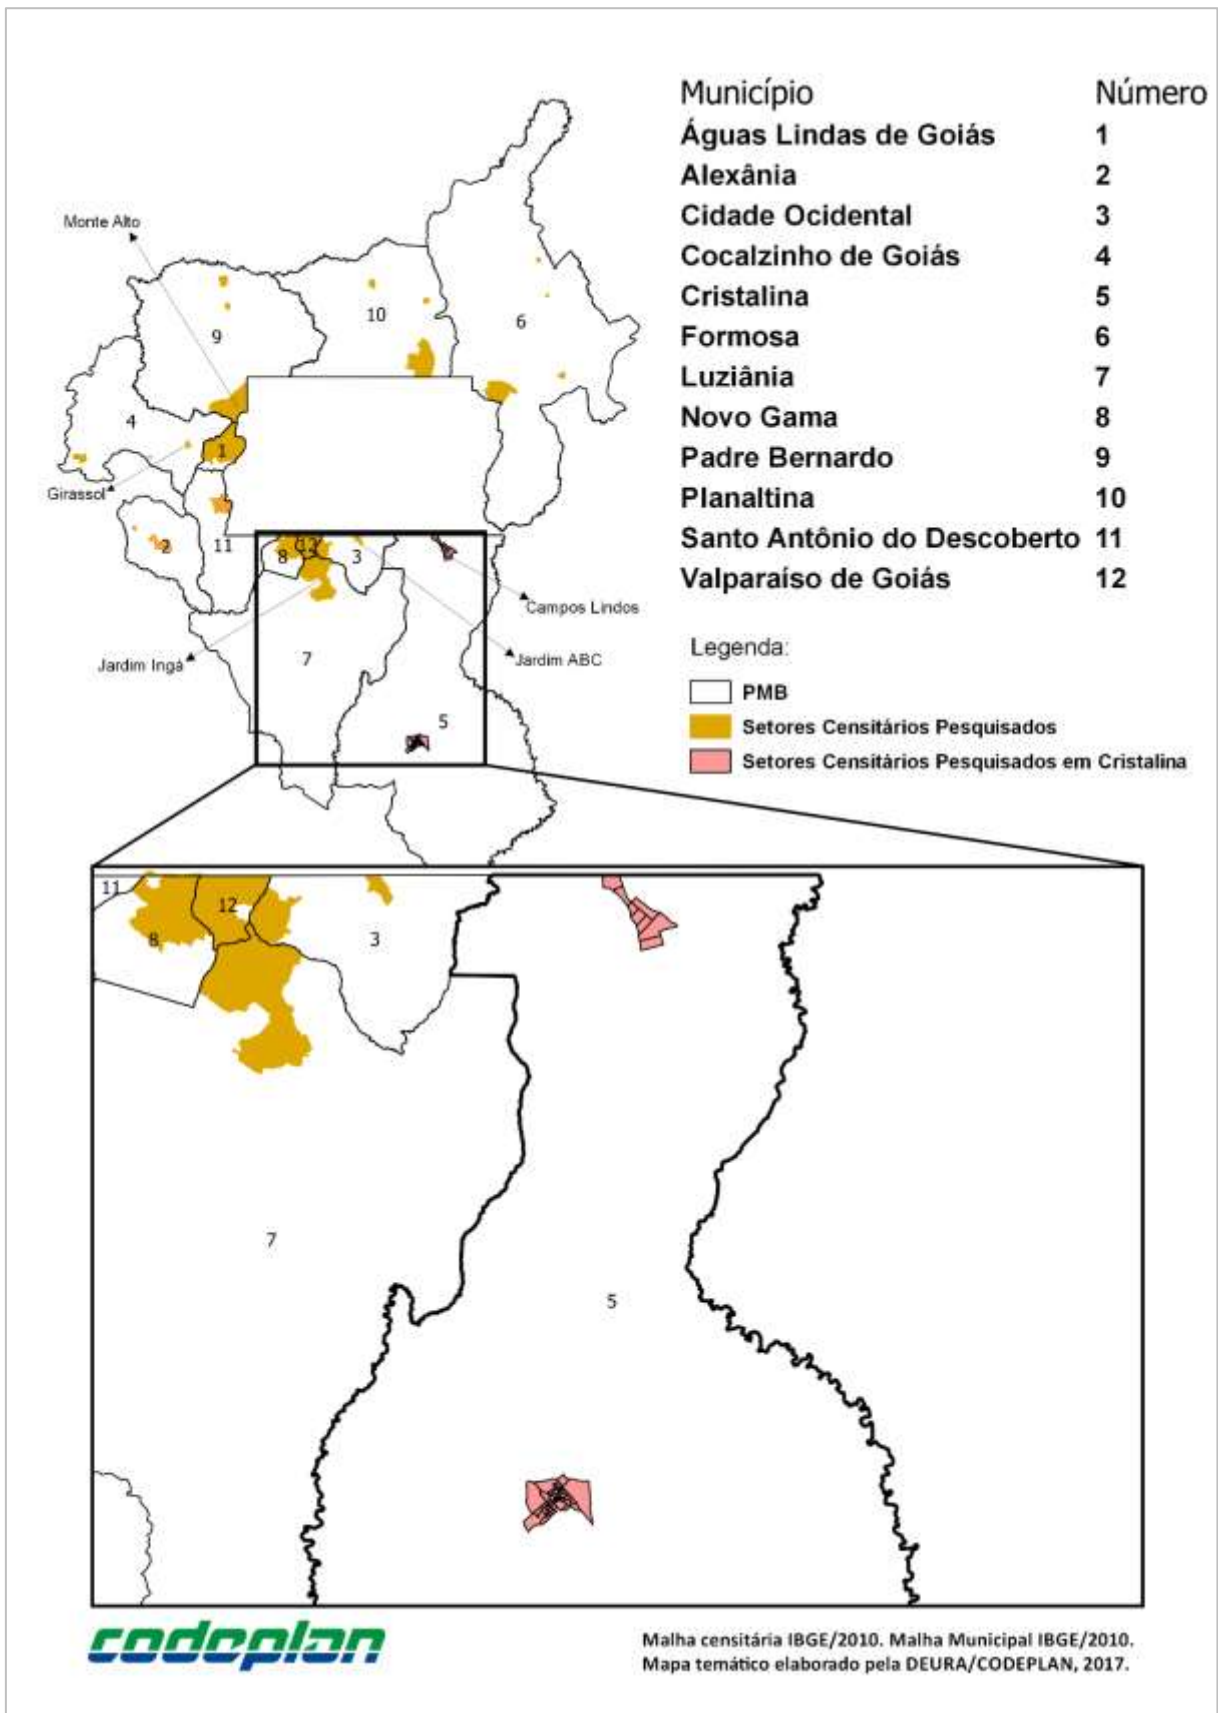 Município Número
Águas Lindas de Goiás 1
Alexânia 2
Cidade Ocidental 3
Cocalzinho de Goiás 4
Cristalina 5
Formosa 6
Luziânia 7
Novo Gama 8
Padre Bernardo 9
Planaltina 10
Santo Antônio do Descoberto 11
Valparaíso de Goiás 12
Monte Alto
10
6
9
4
1
Girassol
2
11
8
12
3
Campos Lindos
Jardim Ingá
7
Jardim ABC
5
Legenda:
PMB
Setores Censitários Pesquisados
Setores Censitários Pesquisados em Cristalina
11
12
8
3
7
5
codeplan
Malha censitária IBGE/2010. Malha Municipal IBGE/2010.
Mapa temático elaborado pela DEURA/CODEPLAN, 2017.